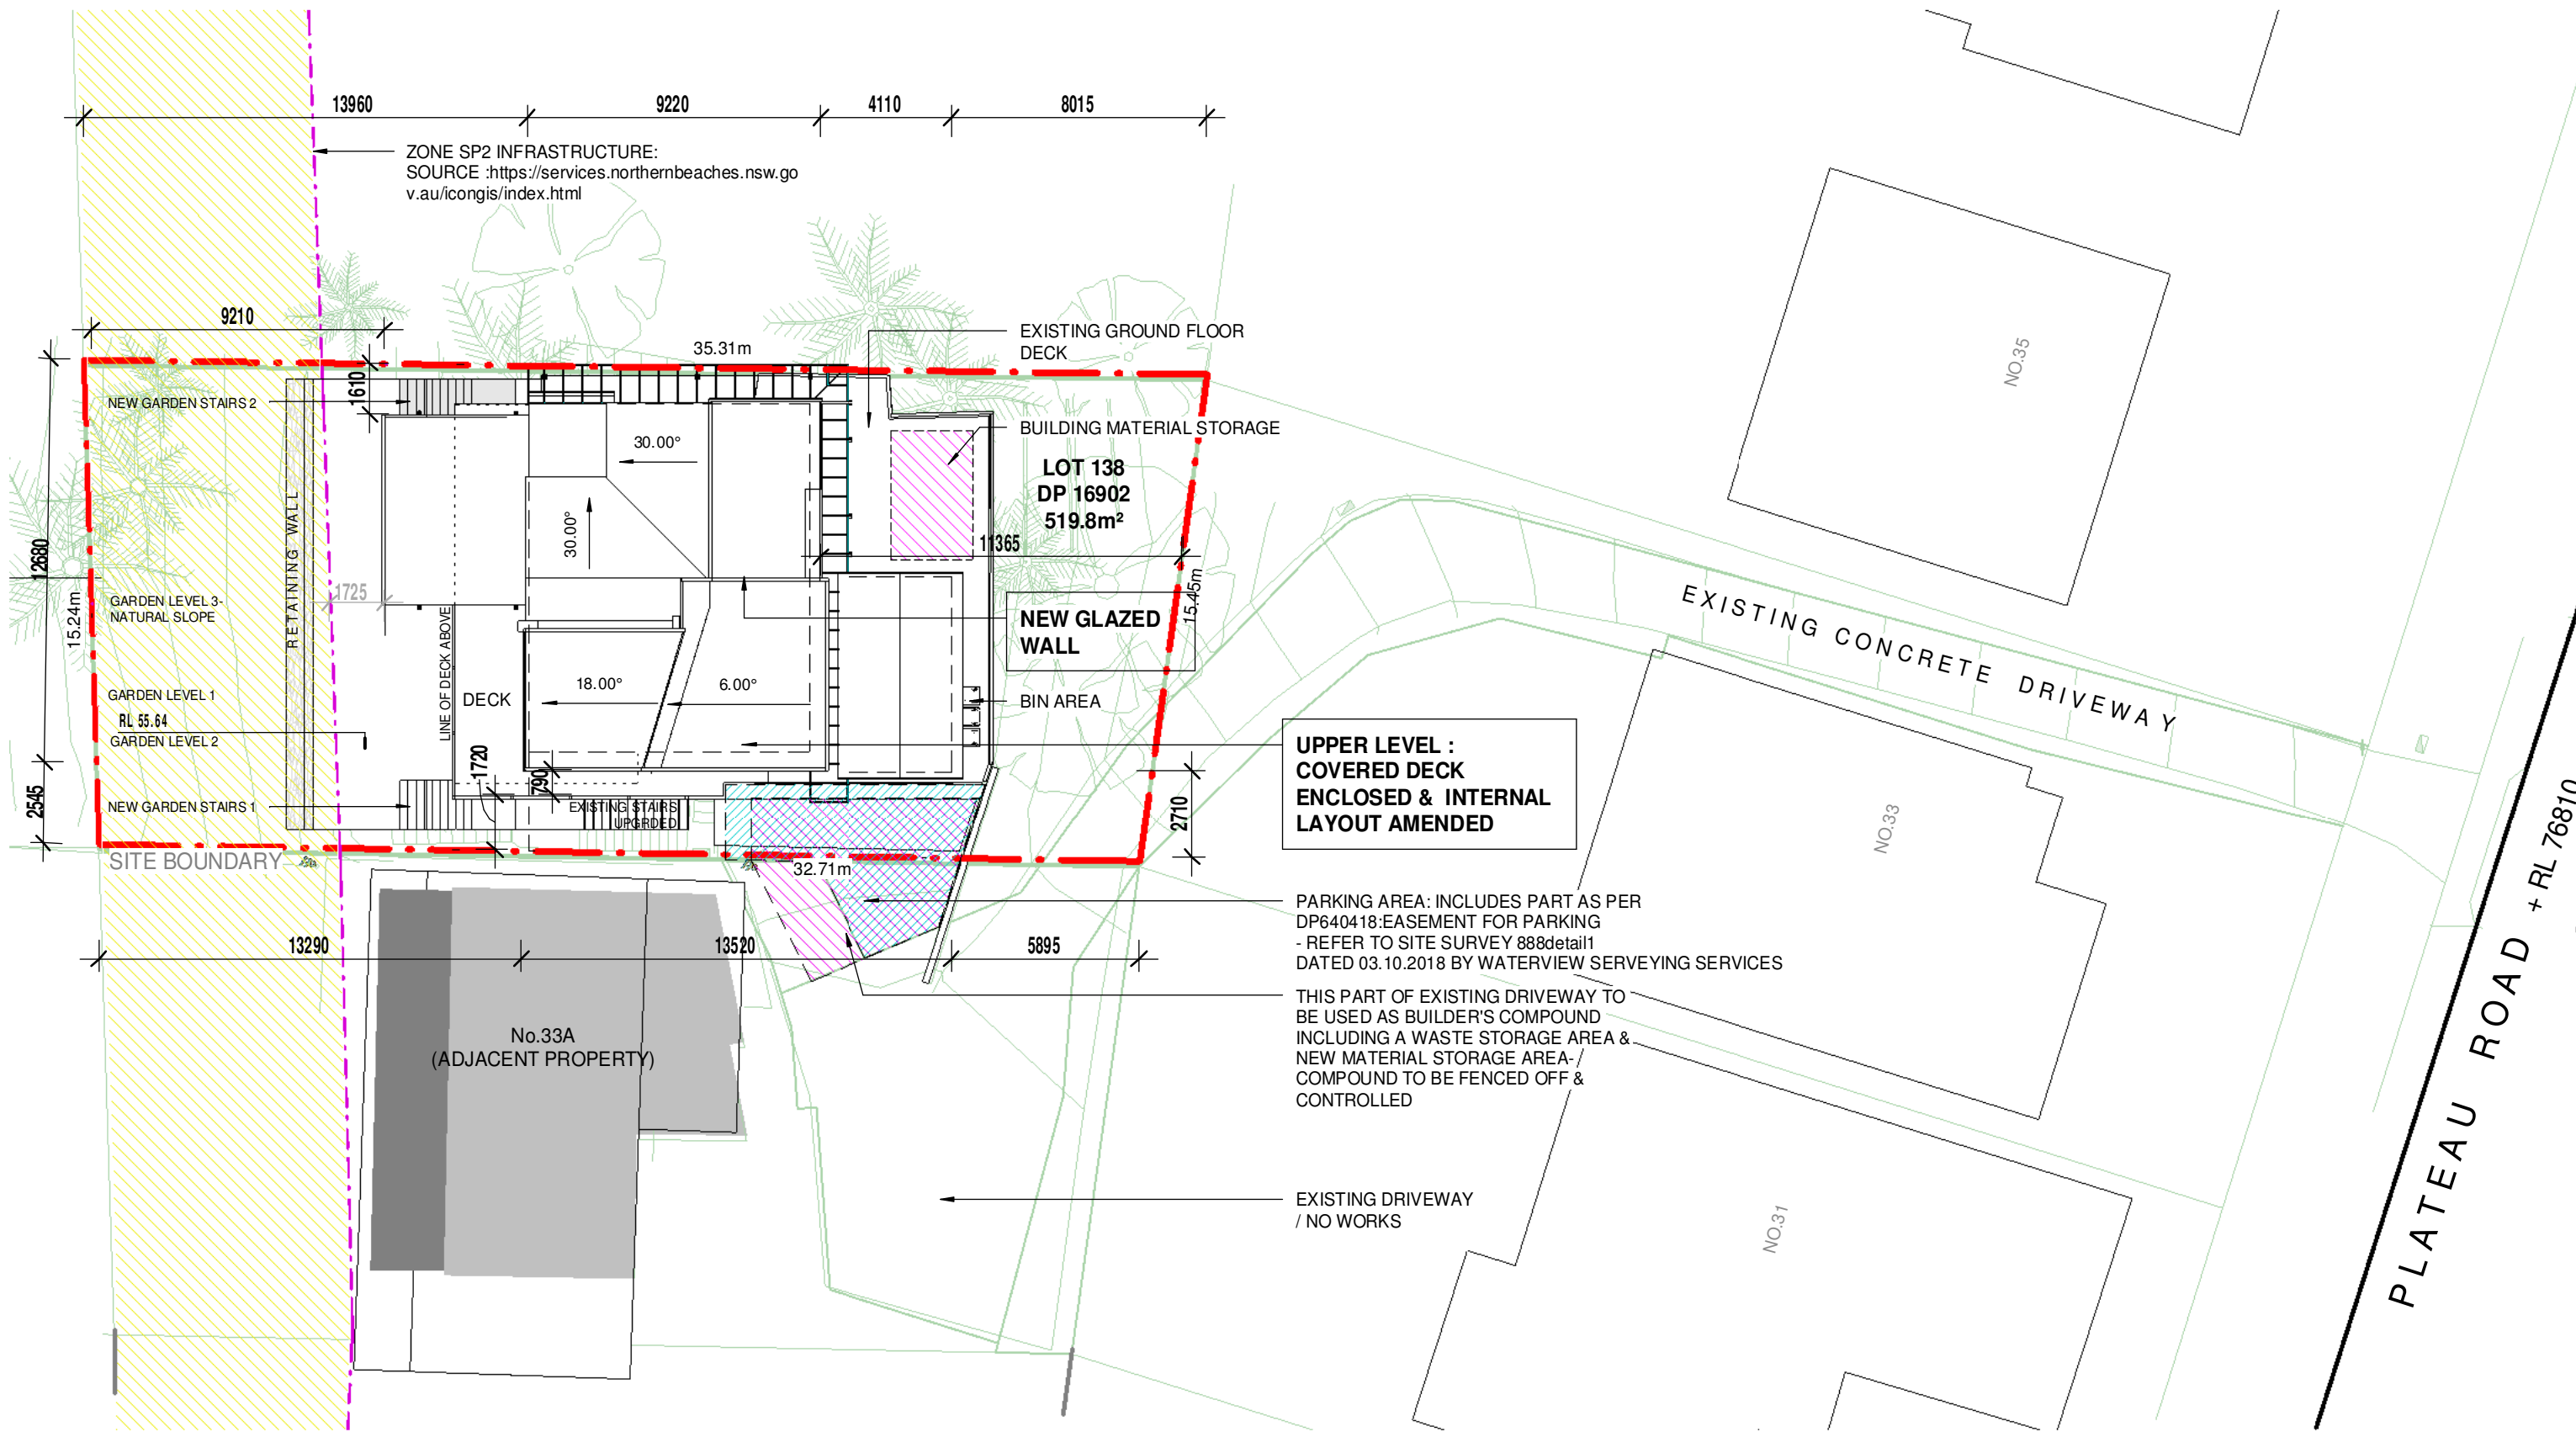 13960
9220
4110
8015
ZONE SP2 INFRASTRUCTURE:
SOURCE :https://services.northernbeaches.nsw.go
v.au/icongis/index.html
9210
35.31m
1610
EXISTING GROUND FLOOR
DECK
NEW GARDEN STAIRS 2
30.00°
BUILDING MATERIAL STORAGE
LOT 138
DP 16902
519.8m²
30.00°
11365
RETAINING WALL
12680
15.24m
GARDEN LEVEL 3-
NATURAL SLOPE
1725
15.45m
NEW GLAZED
WALL
LINE OF DECK ABOVE
DECK
18.00°
6.00°
BIN AREA
GARDEN LEVEL 1
RL 55.64
GARDEN LEVEL 2
1720
790
2545
NEW GARDEN STAIRS 1
EXISTING STAIRS
UPGRDED
2710
UPPER LEVEL :
COVERED DECK
ENCLOSED & INTERNAL
LAYOUT AMENDED
SITE BOUNDARY
32.71m
13290
13520
5895
PARKING AREA: INCLUDES PART AS PER
DP640418:EASEMENT FOR PARKING
- REFER TO SITE SURVEY 888detail1
DATED 03.10.2018 BY WATERVIEW SERVEYING SERVICES
THIS PART OF EXISTING DRIVEWAY TO
BE USED AS BUILDER'S COMPOUND
INCLUDING A WASTE STORAGE AREA &
NEW MATERIAL STORAGE AREA-
COMPOUND TO BE FENCED OFF &
CONTROLLED
No.33A
(ADJACENT PROPERTY)
EXISTING DRIVEWAY
/ NO WORKS
NO.35
EXISTING CONCRETE DRIVEWAY
NO.33
NO.31
PLATEAU ROAD
+ RL 76810